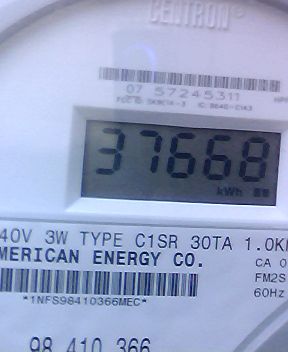 CENTRON®
07 57245311
37668
kWh
40V 3W TYPE C1SR 30TA 1.0K
MERICAN ENERGY CO.
CA 0
FM2S
60Hz
*1NFS98410366MEC*
98 410 366